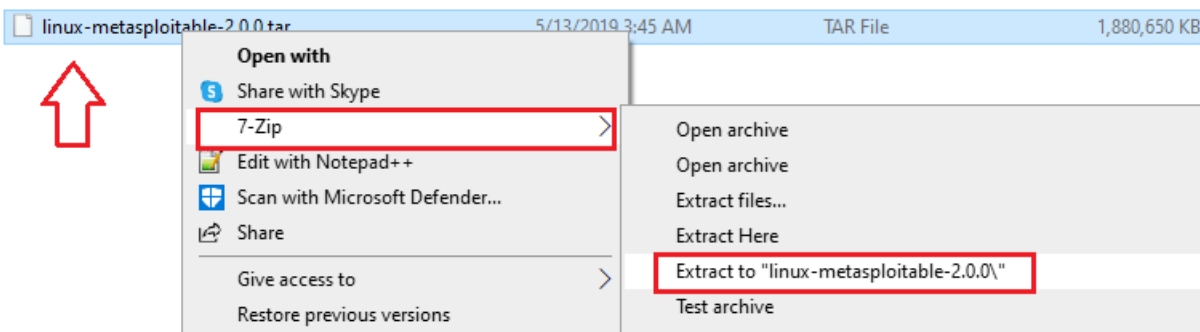 linux-metasploitable-2.0.0.tar 5/13/2019 3:45 AM TAR File 1,880,650 KB
Open with
Share with Skype
7-Zip
Open archive
Open archive
Edit with Notepad++
Scan with Microsoft Defender...
Extract files...
Share
Extract Here
Extract to "linux-metasploitable-2.0.0\"
Give access to
Test archive
Restore previous versions